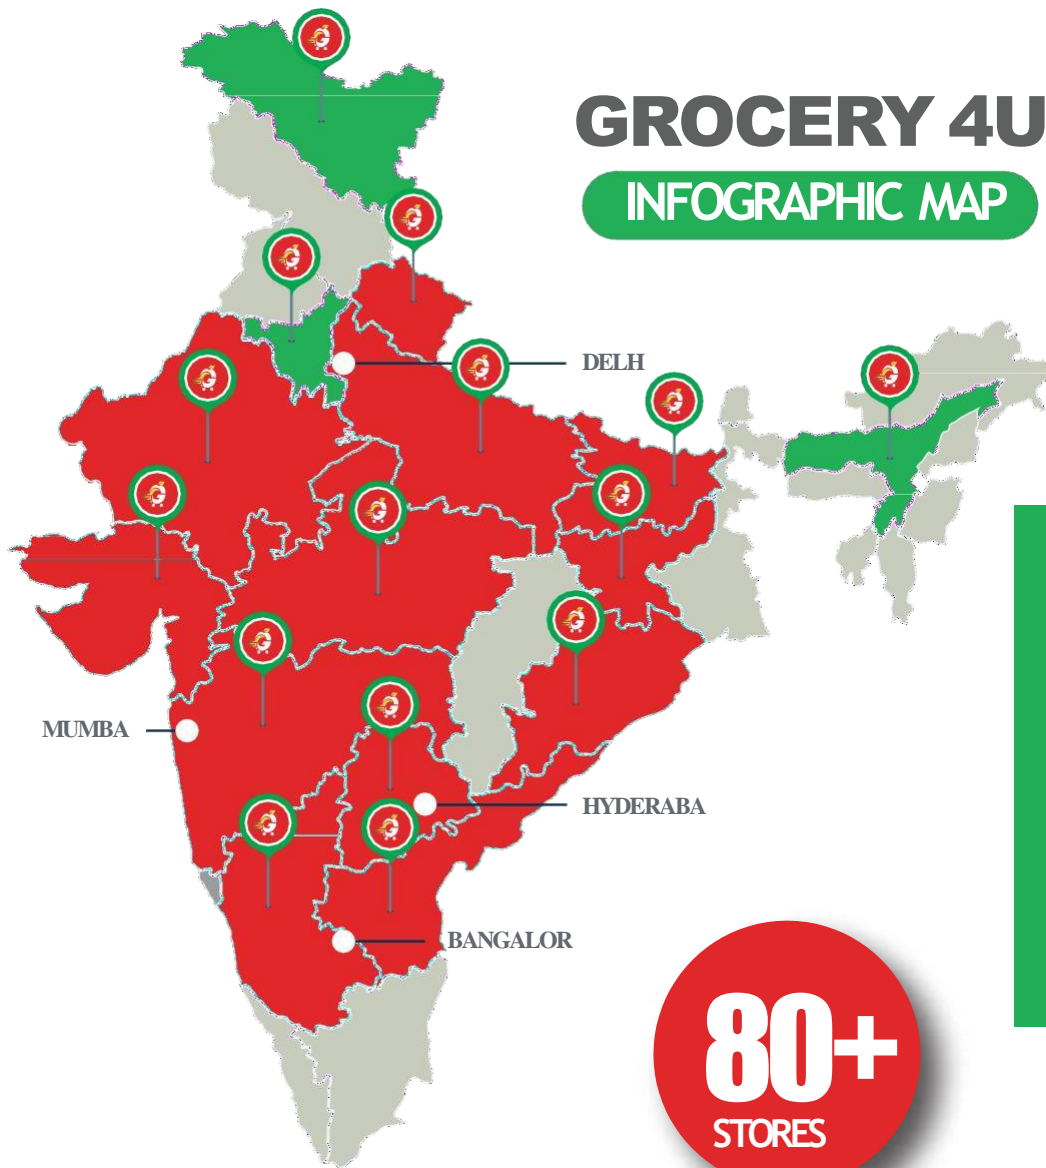 GROCERY 4U
INFOGRAPHIC MAP
DELH
MUMBA
HYDERABA
BANGALOR
80+
STORES